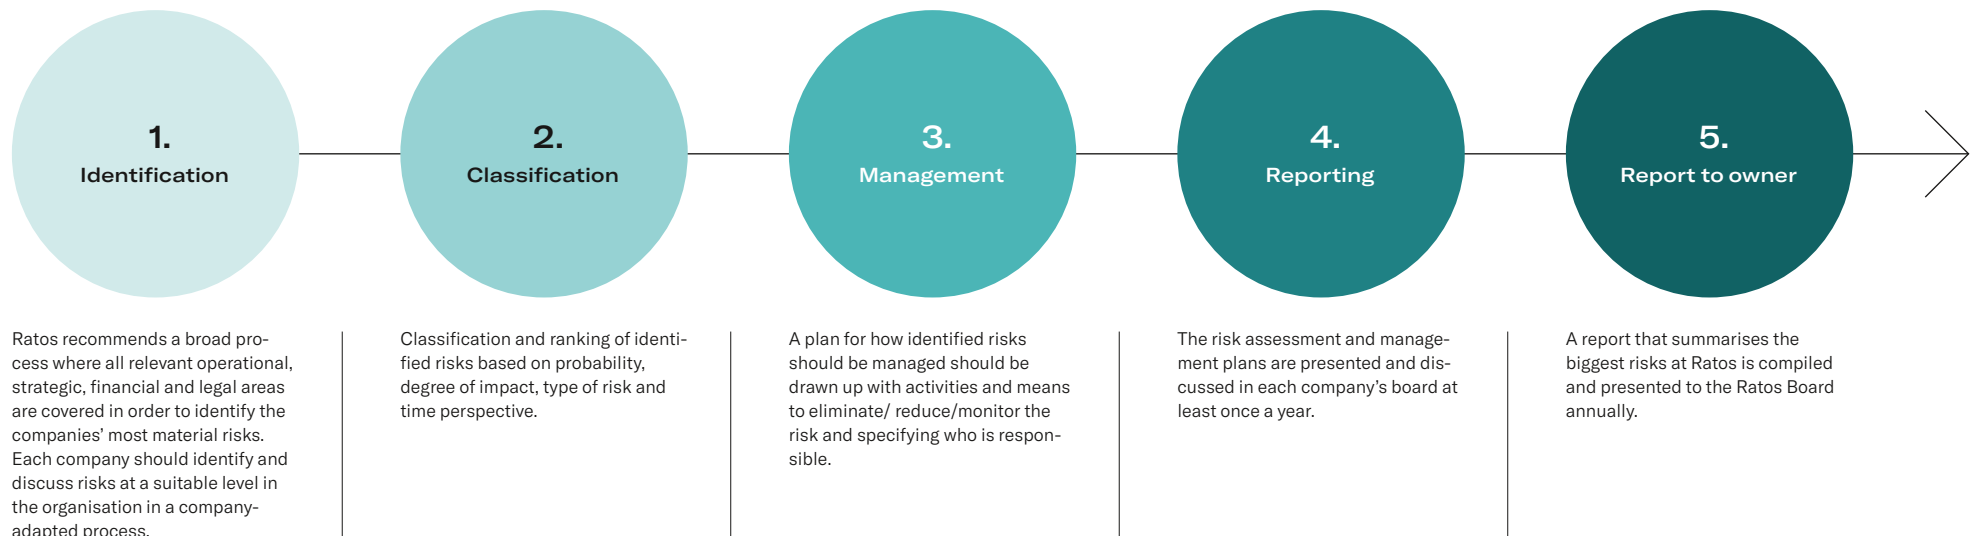 1.
Identification
2.
Classification
3.
Management
4.
Reporting
5.
Report to owner
Ratos recommends a broad pro-
cess where all relevant operational,
strategic, financial and legal areas
are covered in order to identify the
companies’ most material risks.
Each company should identify and
discuss risks at a suitable level in
the organisation in a company-
adapted process.
Classification and ranking of identi-
fied risks based on probability,
degree of impact, type of risk and
time perspective.
A plan for how identified risks
should be managed should be
drawn up with activities and means
to eliminate/ reduce/monitor the
risk and specifying who is respon-
sible.
The risk assessment and manage-
ment plans are presented and dis-
cussed in each company’s board at
least once a year.
A report that summarises the
biggest risks at Ratos is compiled
and presented to the Ratos Board
annually.